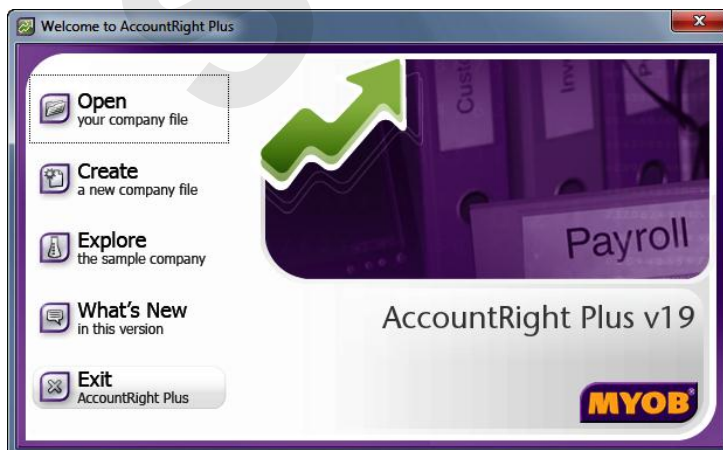 Welcome to AccountRight Plus
Open
your company file
Create
a new company file
Explore
the sample company
What's New
in this version
Exit
AccountRight Plus
Payroll
AccountRight Plus v19
MYOB